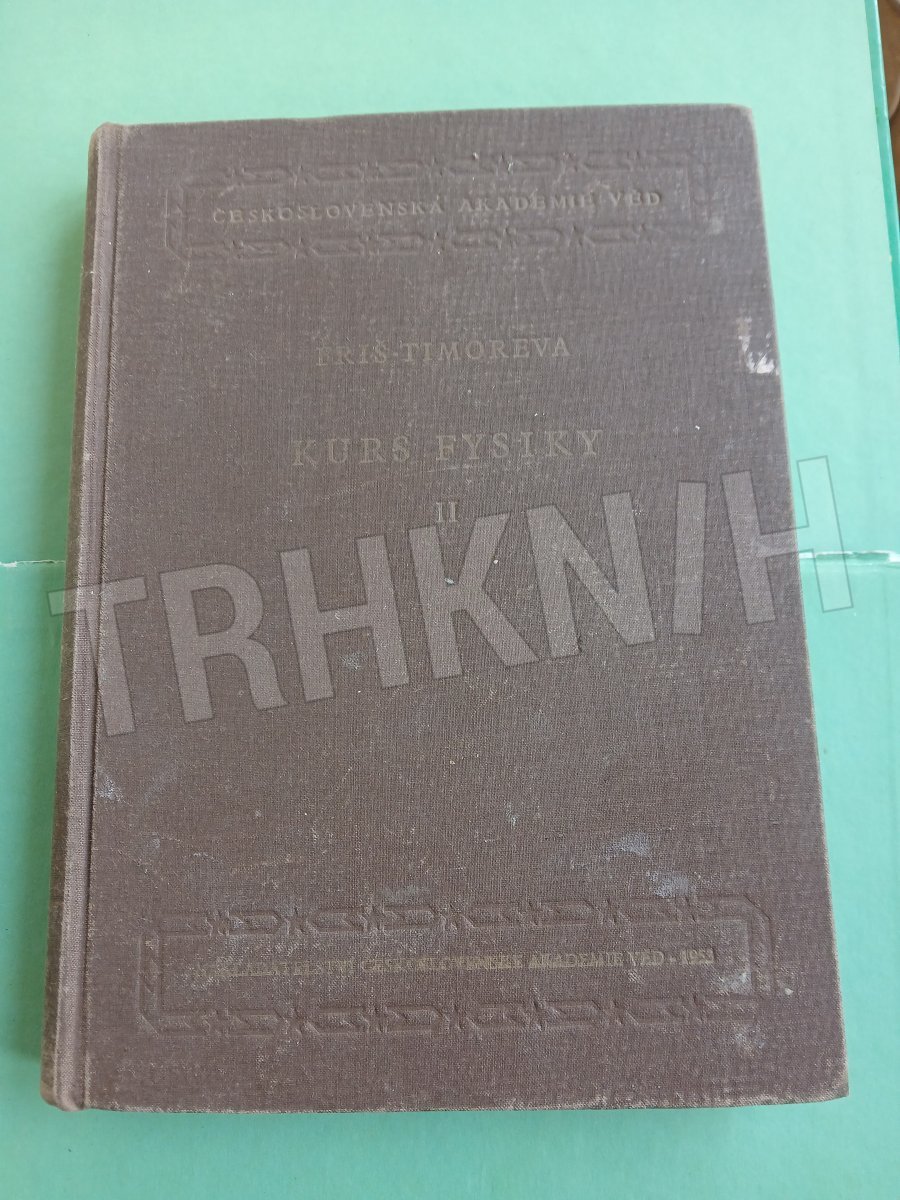 ČESKOSLOVENSKÁ AKADEMIE VĚD
FRIŠ-TIMOREVA
KURS FYSIKY
II
TRHKNIH
NAKLADATELSTVÍ ČESKOSLOVENSKÉ AKADEMIE VĚD -